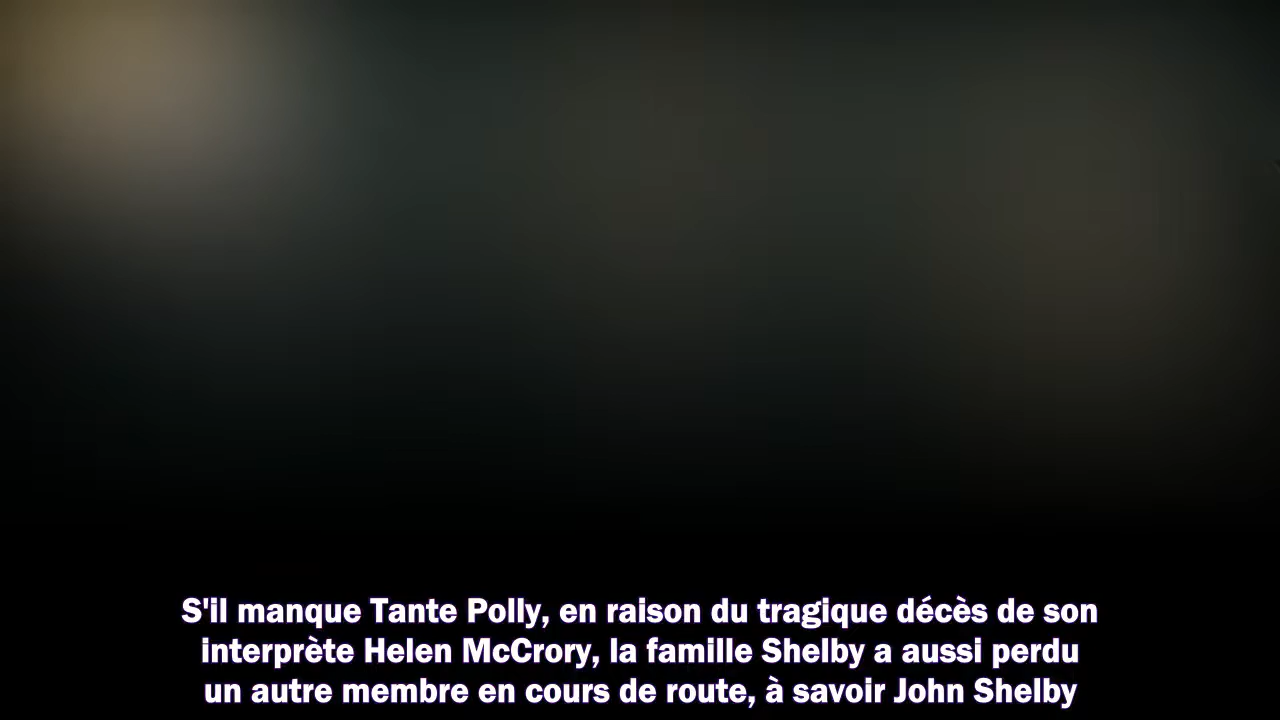 S'il manque Tante Polly, en raison du tragique décès de son
interprète Helen McCrory, la famille Shelby a aussi perdu
un autre membre en cours de route, à savoir John Shelby